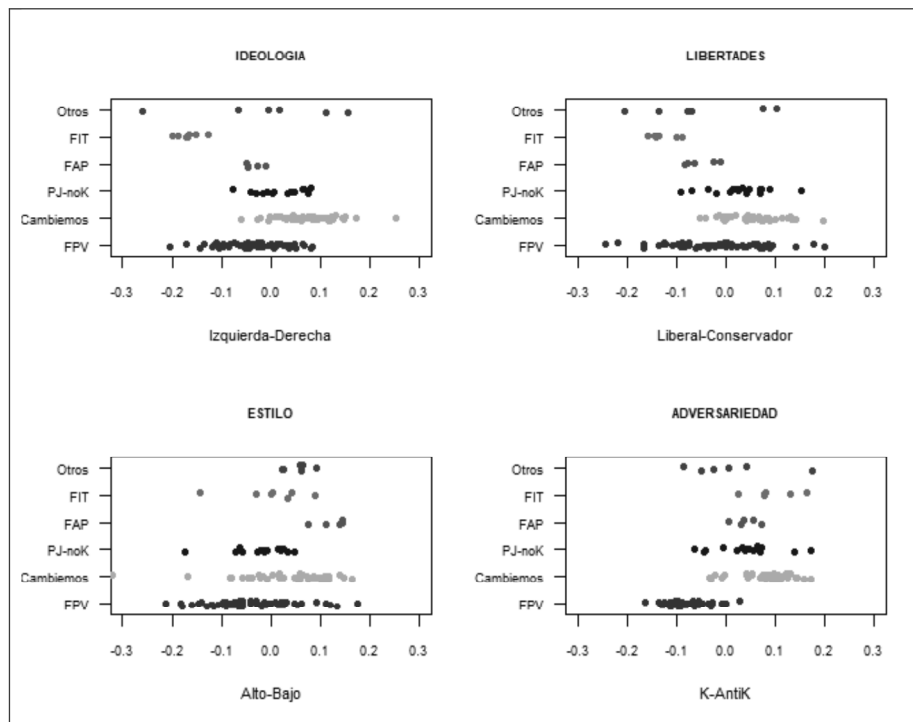 IDEOLOGIA
Otros
FIT
FAP
PJ-noK
Cambiemos
FPV
-0.3 -0.2 -0.1 0.0 0.1 0.2 0.3
Izquierda-Derecha
LIBERTADES
Otros
FIT
FAP
PJ-noK
Cambiemos
FPV
-0.3 -0.2 -0.1 0.0 0.1 0.2 0.3
Liberal-Conservador
ESTILO
Otros
FIT
FAP
PJ-noK
Cambiemos
FPV
-0.3 -0.2 -0.1 0.0 0.1 0.2 0.3
Alto-Bajo
ADVERSARIEDAD
Otros
FIT
FAP
PJ-noK
Cambiemos
FPV
-0.3 -0.2 -0.1 0.0 0.1 0.2 0.3
K-AntiK